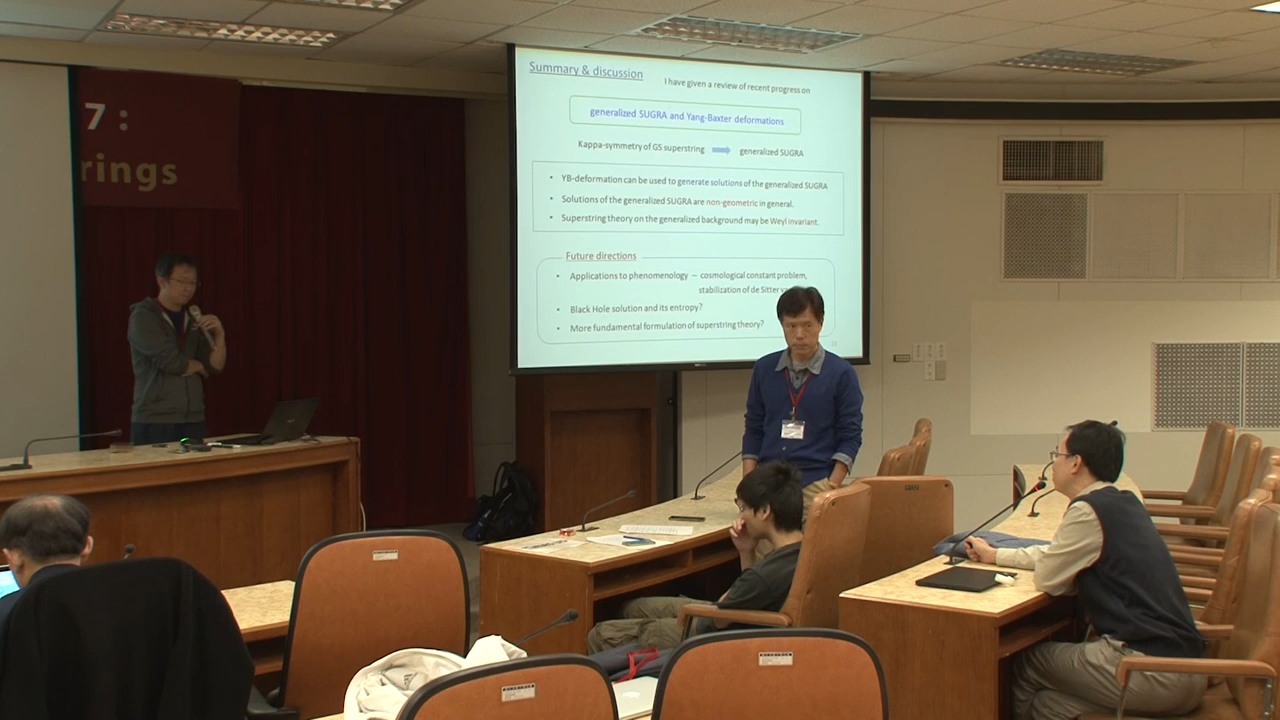 7 :
rings
Summary & discussion
I have given a review of recent progress on
generalized SUGRA and Yang-Baxter deformations
Kappa-symmetry of GS superstring generalized SUGRA
• YB-deformation can be used to generate solutions of the generalized SUGRA
• Solutions of the generalized SUGRA are non-geometric in general.
• Superstring theory on the generalized background may be Weyl invariant.
Future directions
• Applications to phenomenology – cosmological constant problem,
stabilization of de Sitter
• Black Hole solution and its entropy?
• More fundamental formulation of superstring theory?